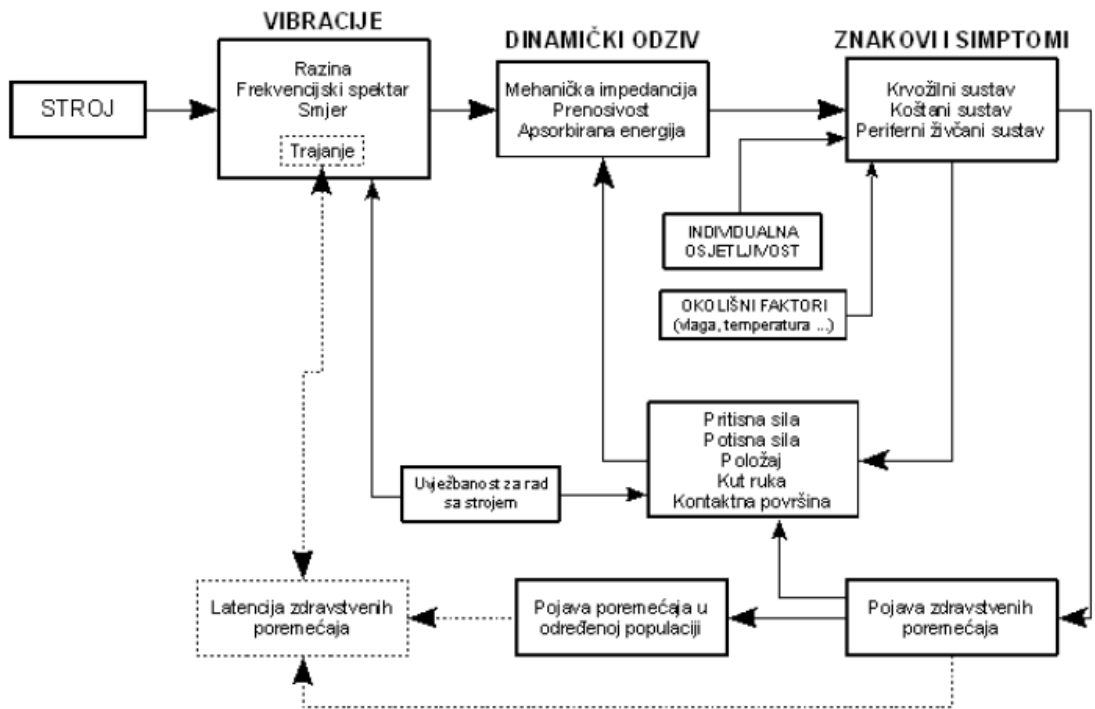 VIBRACIJE
DINAMIČKI ODZIV
ZNAKOVI I SIMPTOMI
STROJ
Razina
Frekvencijski spektar
Smjer
Trajanje
Mehanička impedancija
Prenosivost
Apsorbirana energija
Krvožilni sustav
Koštani sustav
Periferni živčani sustav
INDIVIDUALNA
OSJETLJIVOST
OKOLIŠNI FAKTORI
(vlaga, temperatura ...)
Pritisna sila
Potisna sila
Položaj
Kut ruka
Kontaktna površina
Uvježbanost za rad
sa strojem
Latencija zdravstvenih
poremećaja
Pojava poremećaja u
određenoj populaciji
Pojava zdravstvenih
poremećaja